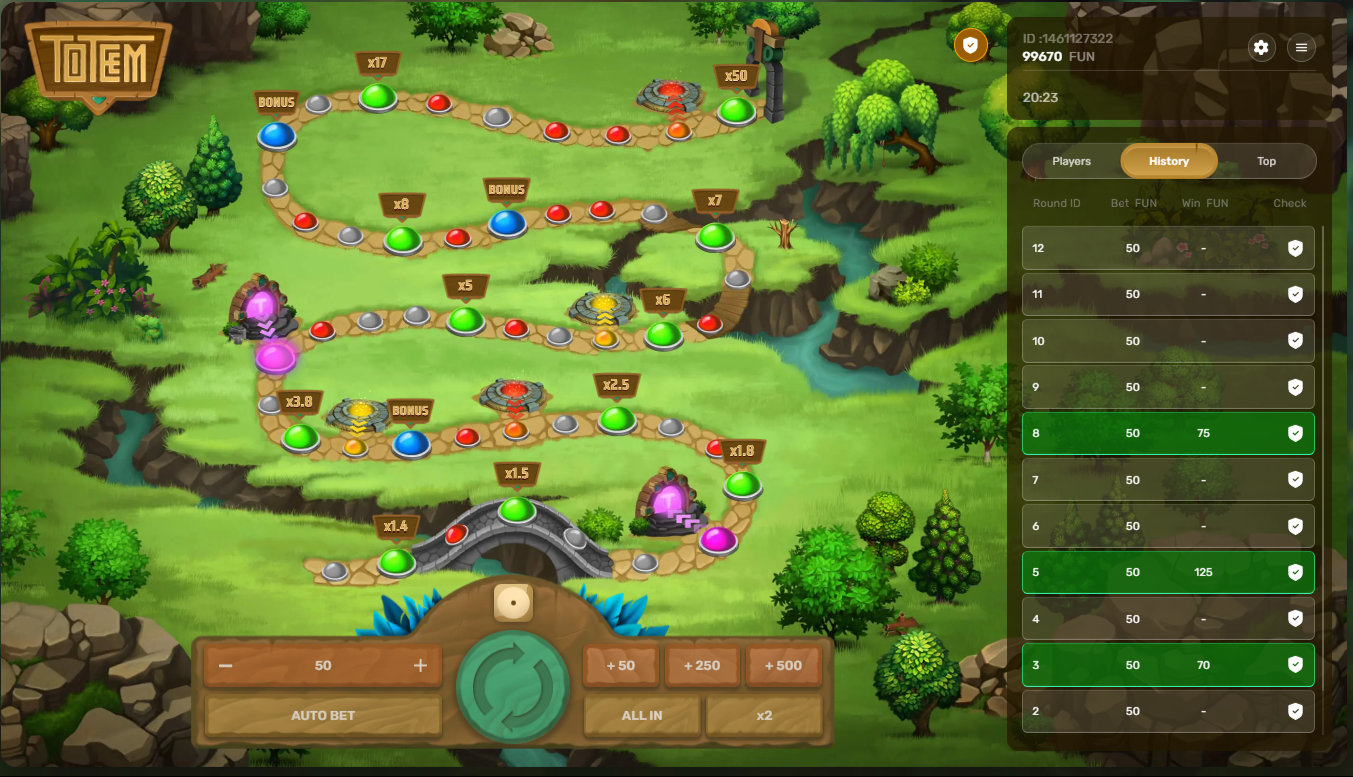 TOTEM
x17
BONUS
x50
x8
BONUS
x7
x5
x6
x3.8
BONUS
x2.5
x1.8
x1.5
x1.4
T
T
50
+50
+250
+500
AUTO BET
ALL IN
x2
ID :1461127322
99670 FUN
20:23
Players History Top
Round ID Bet FUN Win FUN Check
12 50 -
11 50 -
10 50 -
9 50 -
8 50 75
7 50 -
6 50 -
5 50 125
4 50 -
3 50 70
2 50 -